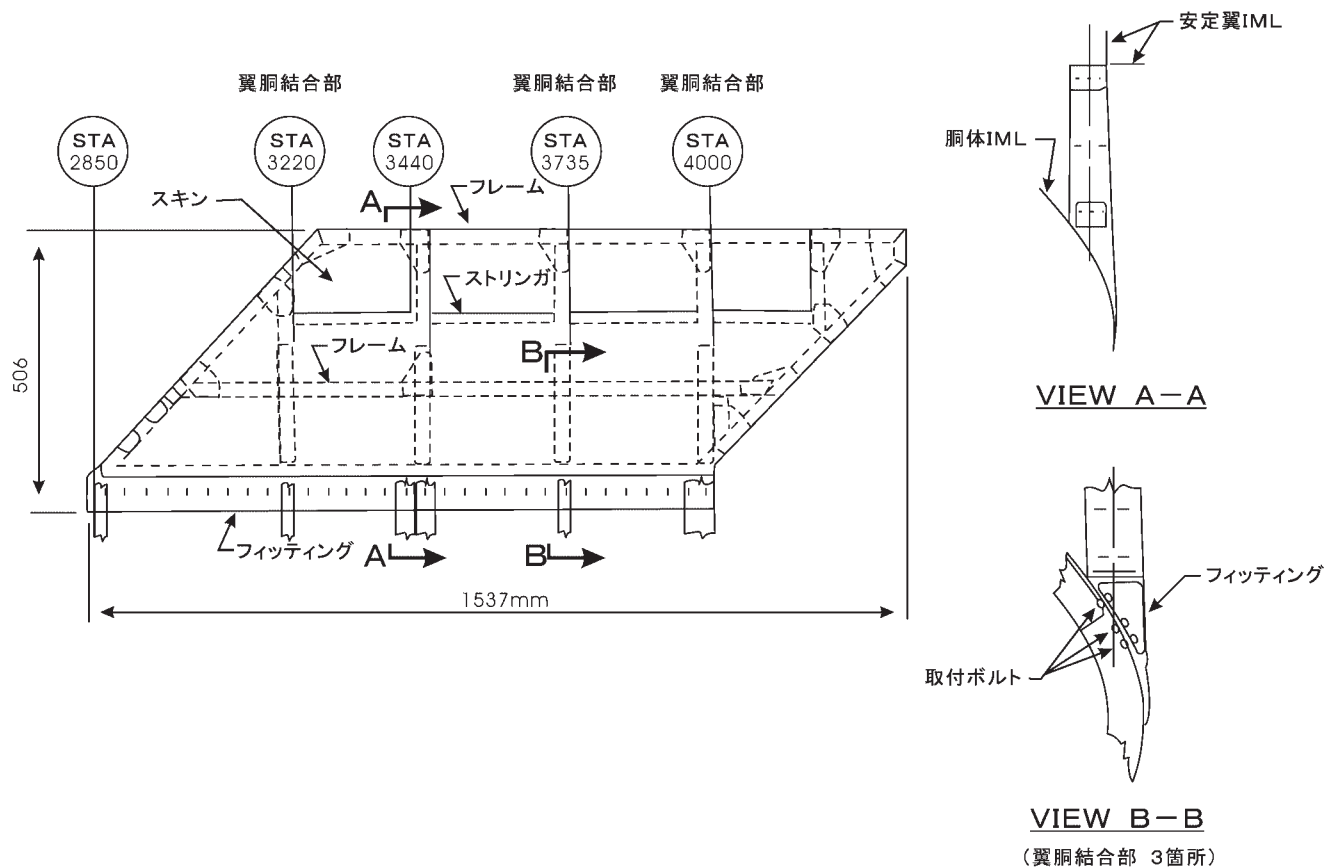 翼胴結合部
翼胴結合部
翼胴結合部
STA
2850
STA
3220
STA
3440
STA
3735
STA
4000
スキン
A
フレーム
ストリンガ
フレーム
B
506
フィッティング
A
B
1537mm
安定翼IML
胴体IML
VIEW A－A
フィッティング
取付ボルト
VIEW B－B
(翼胴結合部 3箇所)